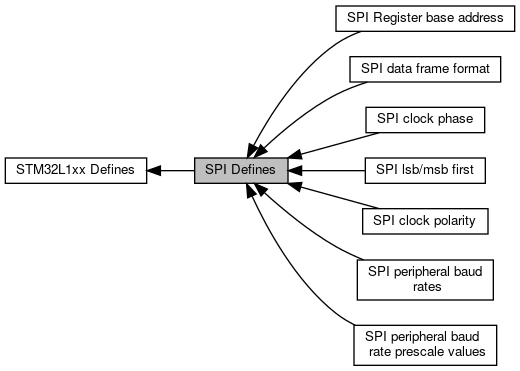 SPI Register base address
SPI data frame format
SPI clock phase
STM32L1xx Defines
SPI Defines
SPI lsb/msb first
SPI clock polarity
SPI peripheral baud
rates
SPI peripheral baud
rate prescale values